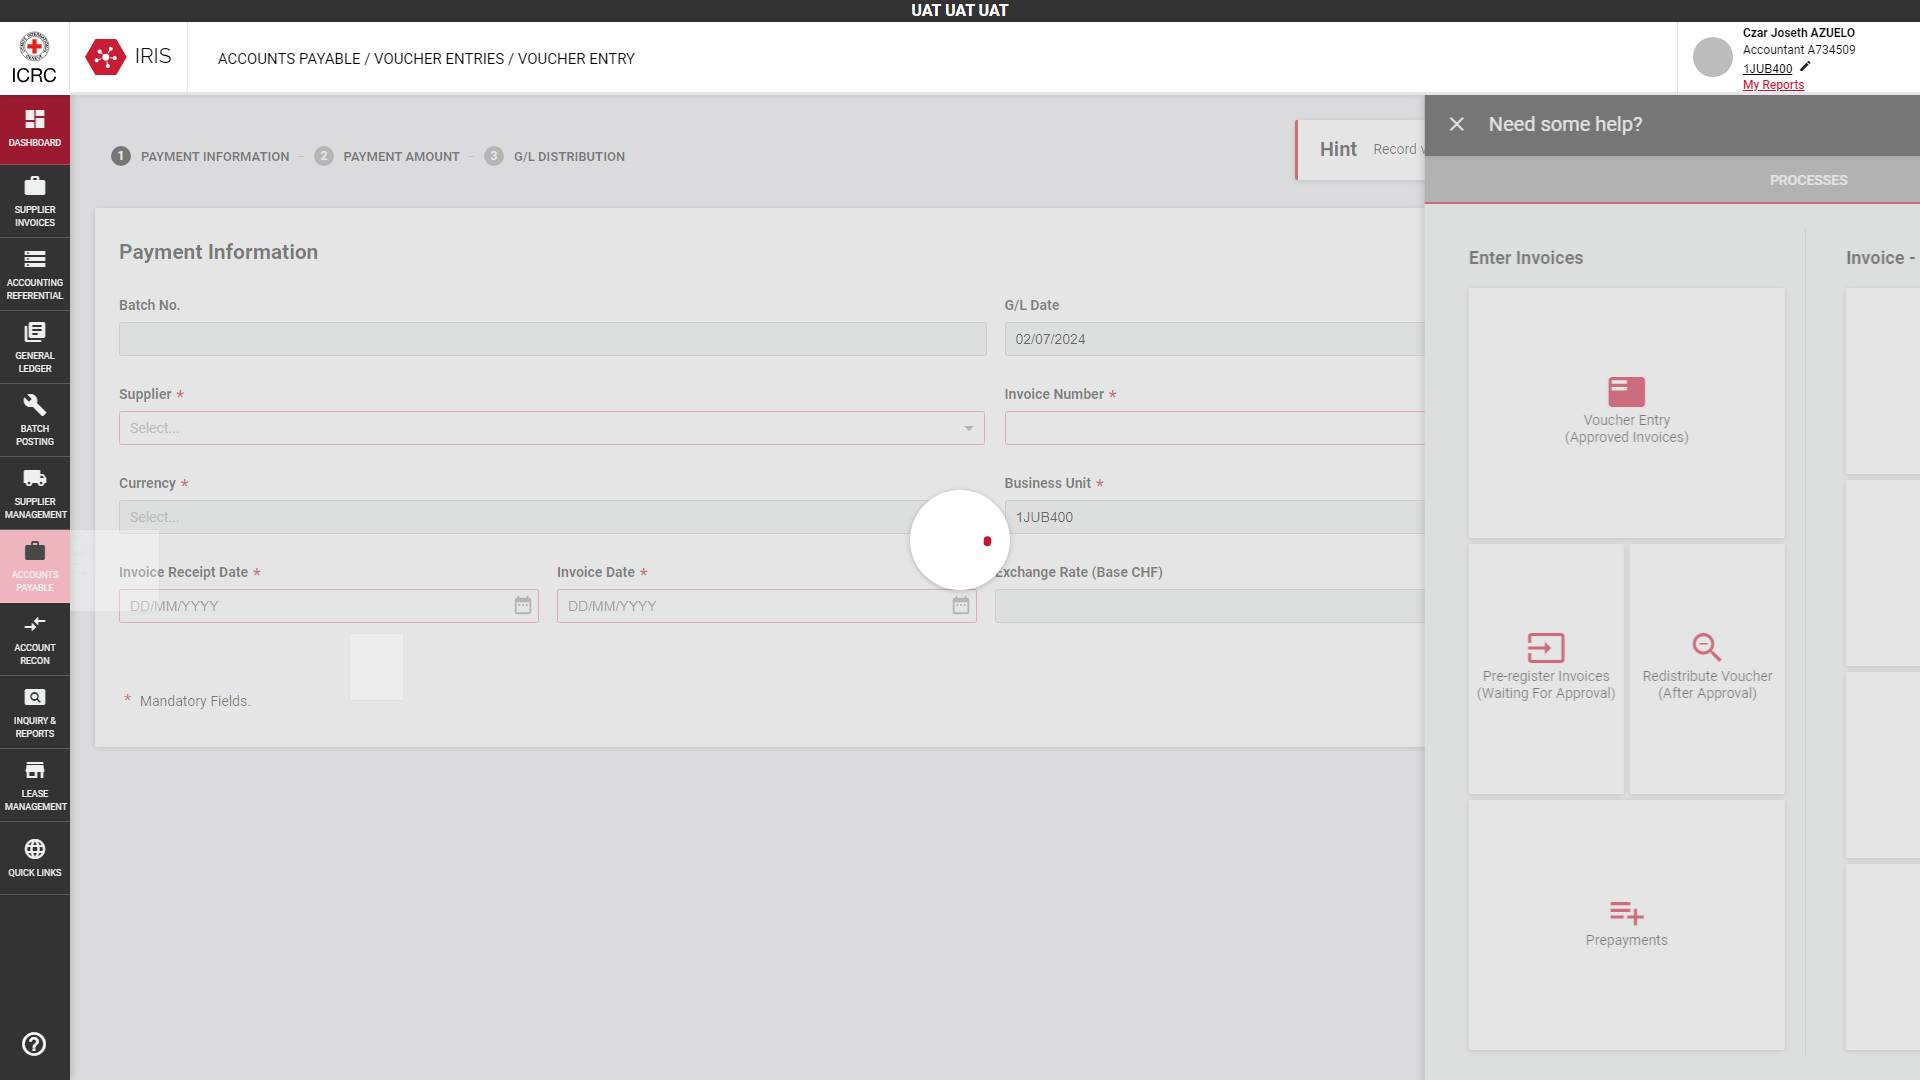 UAT UAT UAT
ICRC
IRIS
ACCOUNTS PAYABLE / VOUCHER ENTRIES / VOUCHER ENTRY
Czar Joseth AZUELO
Accountant A734509
1JUB400
My Reports
DASHBOARD
SUPPLIER
INVOICES
ACCOUNTING
REFERENTIAL
GENERAL
LEDGER
BATCH
POSTING
SUPPLIER
MANAGEMENT
ACCOUNTS
PAYABLE
ACCOUNT
RECON
INQUIRY &
REPORTS
LEASE
MANAGEMENT
QUICK LINKS
1 PAYMENT INFORMATION
2 PAYMENT AMOUNT
3 G/L DISTRIBUTION
Hint Record
Payment Information
Batch No.
G/L Date
02/07/2024
Supplier *
Select...
Invoice Number *
Currency *
Select...
Business Unit *
1JUB400
Invoice Receipt Date *
DD/MM/YYYY
Invoice Date *
DD/MM/YYYY
Exchange Rate (Base CHF)
* Mandatory Fields.
Need some help?
PROCESSES
Enter Invoices
Voucher Entry
(Approved Invoices)
Pre-register Invoices
(Waiting For Approval)
Redistribute Voucher
(After Approval)
Prepayments
Invoice -